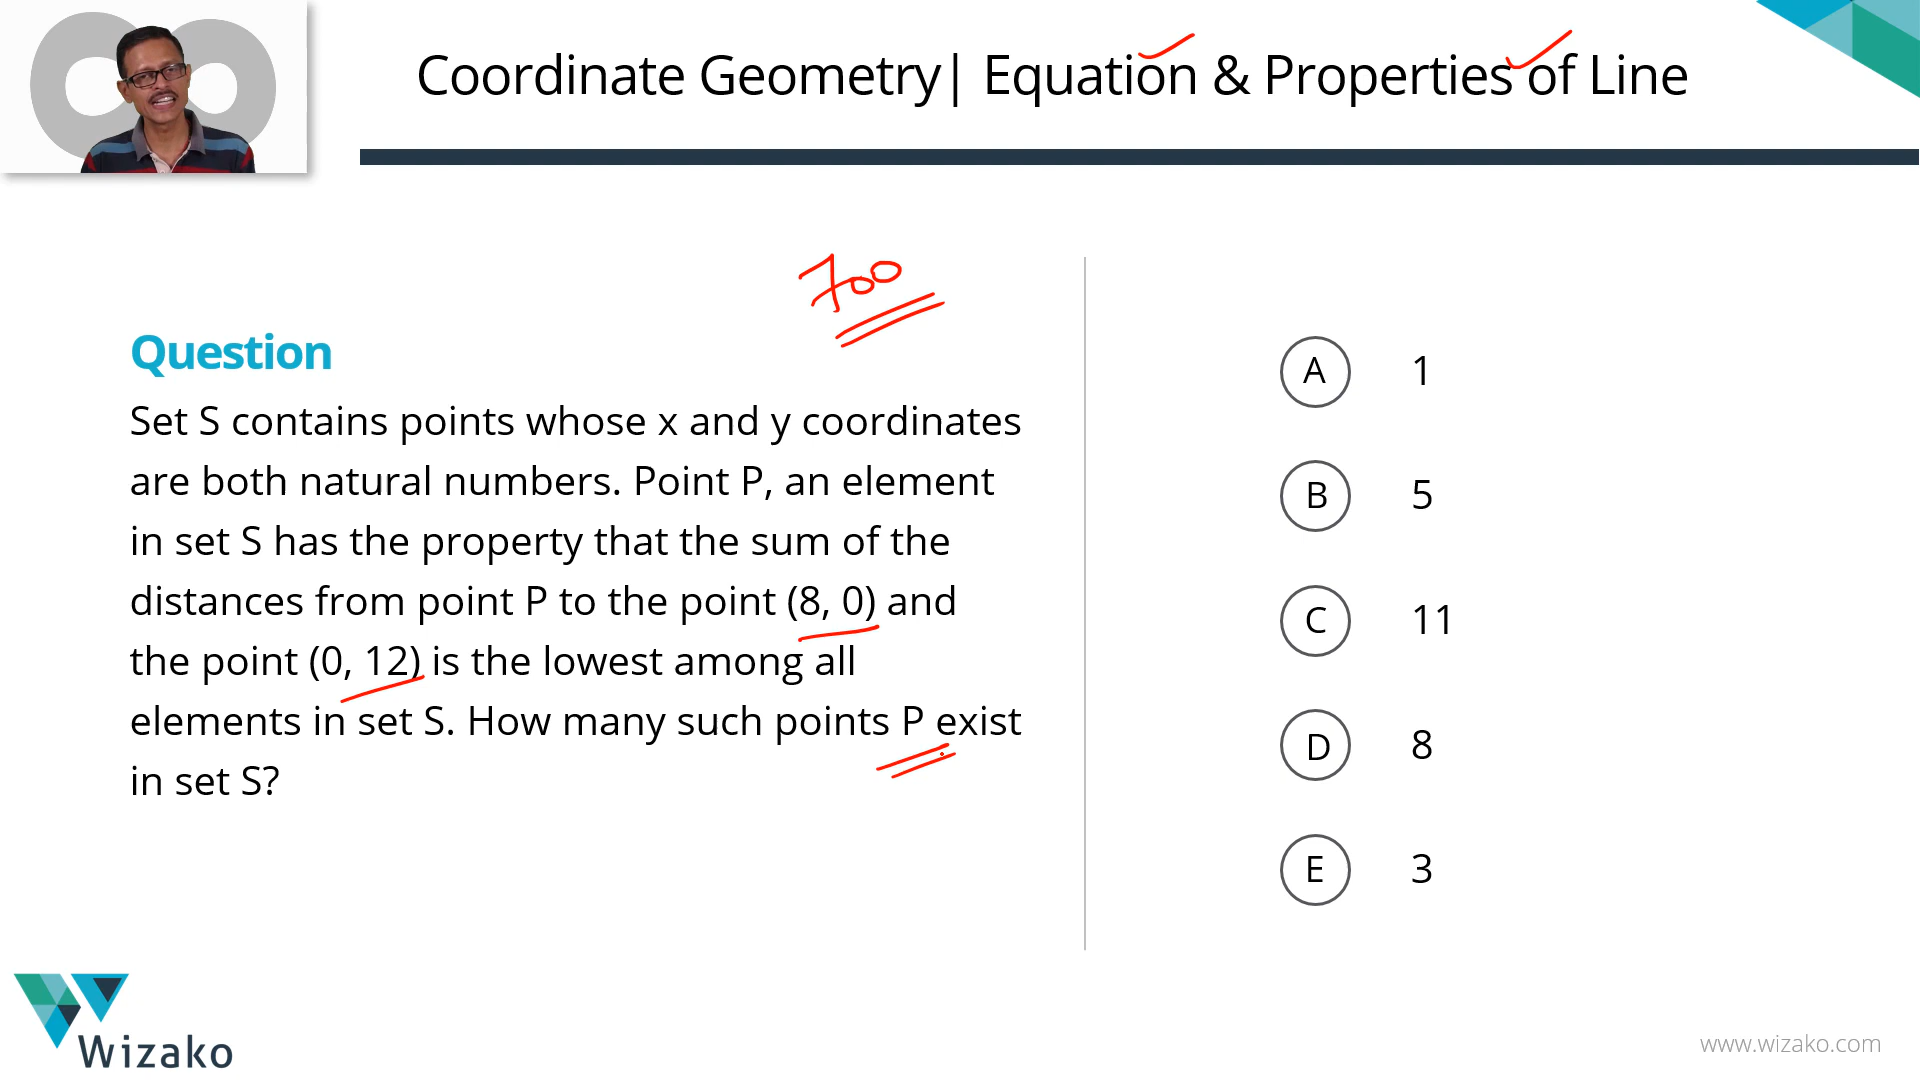 Coordinate Geometry| Equation & Properties of Line
700
Question
Set S contains points whose x and y coordinates
are both natural numbers. Point P, an element
in set S has the property that the sum of the
distances from point P to the point (8, 0) and
the point (0, 12) is the lowest among all
elements in set S. How many such points P exist
in set S?
A 1
B 5
C 11
D 8
E 3
Wizako
www.wizako.com